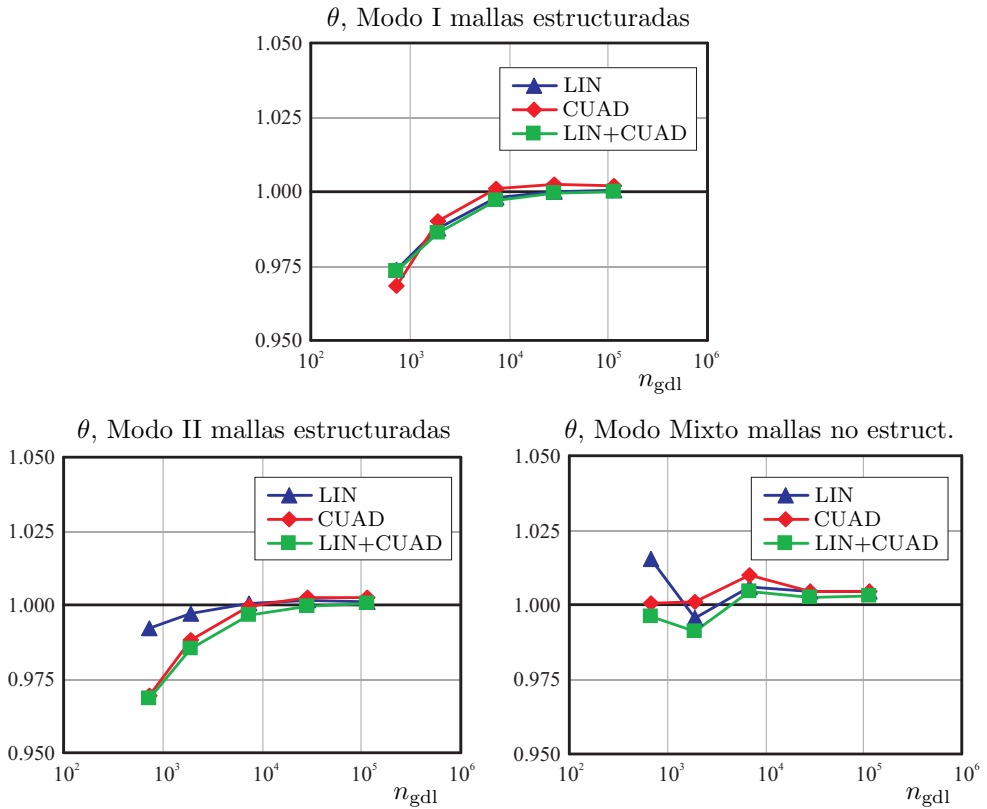 θ, Modo I mallas estructuradas
1.050
1.025
1.000
0.975
0.950
LIN
CUAD
LIN+CUAD
10² 10³ 10⁴ 10⁵ 10⁶
n_gdl
θ, Modo II mallas estructuradas
1.050
1.025
1.000
0.975
0.950
LIN
CUAD
LIN+CUAD
10² 10³ 10⁴ 10⁵ 10⁶
n_gdl
θ, Modo Mixto mallas no estruct.
1.050
1.025
1.000
0.975
0.950
LIN
CUAD
LIN+CUAD
10² 10³ 10⁴ 10⁵ 10⁶
n_gdl